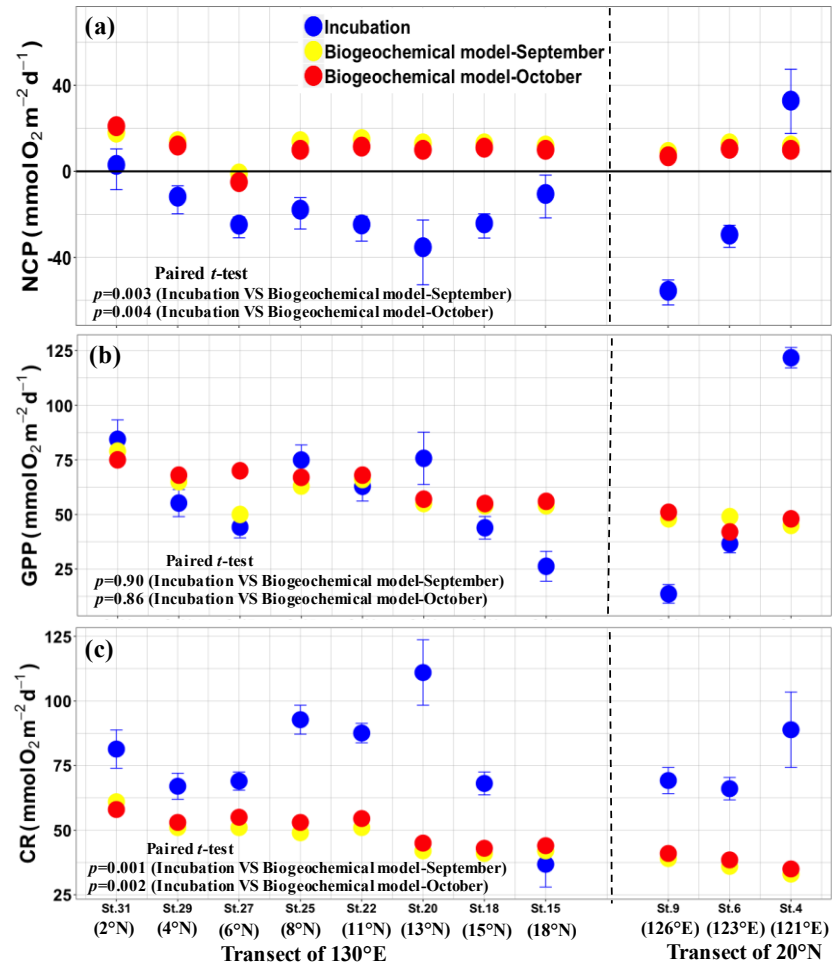 (a)
Incubation
Biogeochemical model-September
Biogeochemical model-October
NCP (mmol O₂ m⁻² d⁻¹)
40
0
-40
Paired t-test
p=0.003 (Incubation VS Biogeochemical model-September)
p=0.004 (Incubation VS Biogeochemical model-October)
(b)
GPP (mmol O₂ m⁻² d⁻¹)
125
100
75
50
25
Paired t-test
p=0.90 (Incubation VS Biogeochemical model-September)
p=0.86 (Incubation VS Biogeochemical model-October)
(c)
CR (mmol O₂ m⁻² d⁻¹)
125
100
75
50
25
Paired t-test
p=0.001 (Incubation VS Biogeochemical model-September)
p=0.002 (Incubation VS Biogeochemical model-October)
St.31 St.29 St.27 St.25 St.22 St.20 St.18 St.15 St.9 St.6 St.4
(2°N) (4°N) (6°N) (8°N) (11°N) (13°N) (15°N) (18°N) (126°E) (123°E) (121°E)
Transect of 130°E Transect of 20°N